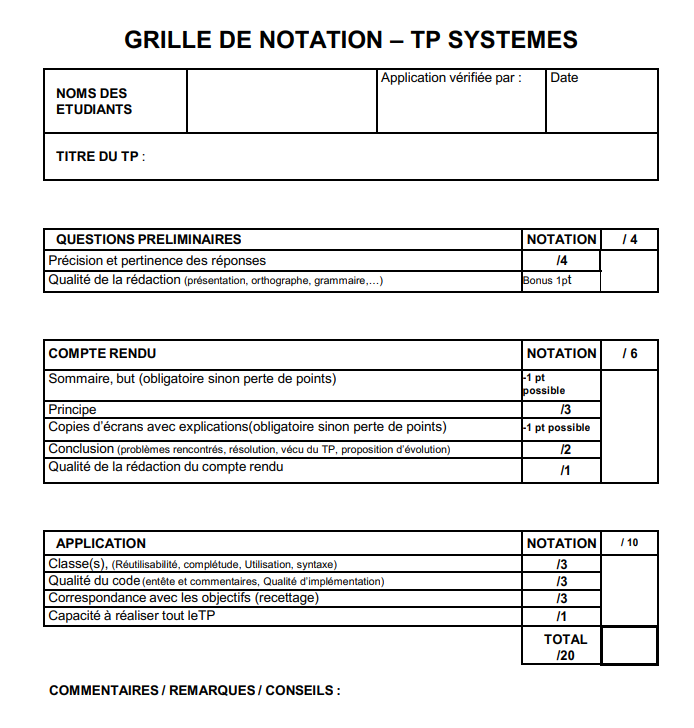 GRILLE DE NOTATION – TP SYSTEMES
NOMS DES
ETUDIANTS
Application vérifiée par :
Date
TITRE DU TP :
QUESTIONS PRELIMINAIRES NOTATION / 4
Précision et pertinence des réponses /4
Qualité de la rédaction (présentation, orthographe, grammaire,…) Bonus 1pt
COMPTE RENDU NOTATION / 6
Sommaire, but (obligatoire sinon perte de points) -1 pt
possible
Principe /3
Copies d’écrans avec explications(obligatoire sinon perte de points) -1 pt possible
Conclusion (problèmes rencontrés, résolution, vécu du TP, proposition d’évolution) /2
Qualité de la rédaction du compte rendu /1
APPLICATION NOTATION / 10
Classe(s), (Réutilisabilité, complétude, Utilisation, syntaxe) /3
Qualité du code (entête et commentaires, Qualité d’implémentation) /3
Correspondance avec les objectifs (recettage) /3
Capacité à réaliser tout leTP /1
TOTAL
/20
COMMENTAIRES / REMARQUES / CONSEILS :